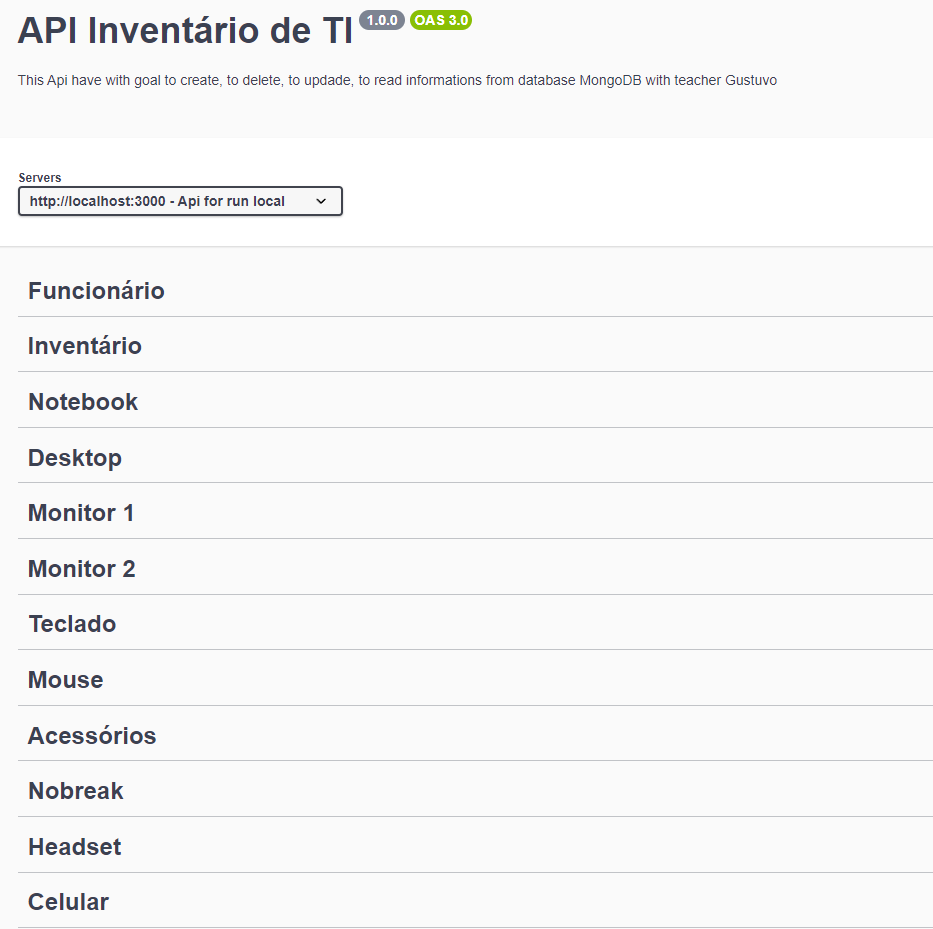 API Inventário de TI 1.0.0 OAS 3.0
This Api have with goal to create, to delete, to updade, to read informations from database MongoDB with teacher Gustuvo
Servers
http://localhost:3000 - Api for run local
Funcionário
Inventário
Notebook
Desktop
Monitor 1
Monitor 2
Teclado
Mouse
Acessórios
Nobreak
Headset
Celular